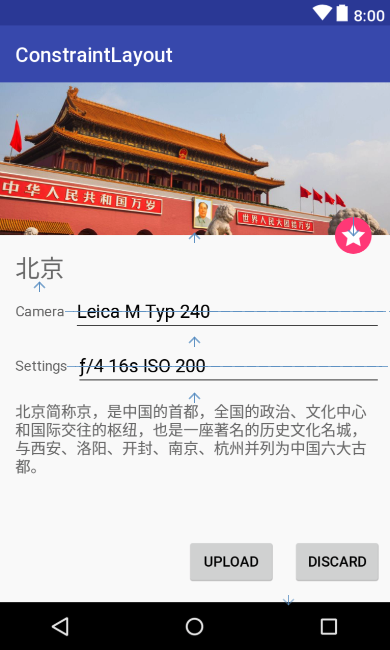 8:00
ConstraintLayout
中华人民共和国万岁
世界人民大团结万岁
北京
Camera Leica M Typ 240
Settings ƒ/4 16s ISO 200
北京简称京，是中国的首都，全国的政治、文化中心
和国际交往的枢纽，也是一座著名的历史文化名城，
与西安、洛阳、开封、南京、杭州并列为中国六大古
都。
UPLOAD DISCARD